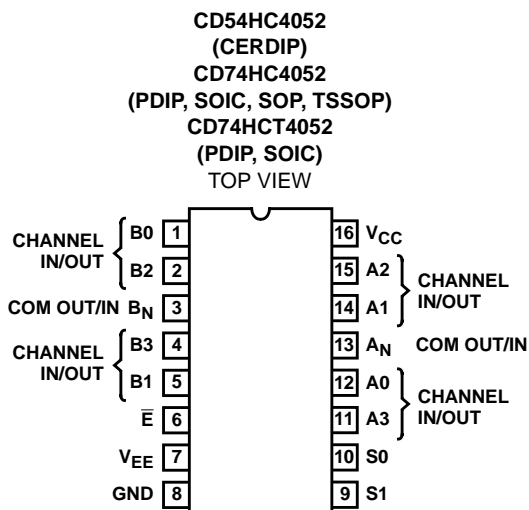 CD54HC4052
(CERDIP)
CD74HC4052
(PDIP, SOIC, SOP, TSSOP)
CD74HCT4052
(PDIP, SOIC)
TOP VIEW
CHANNEL
IN/OUT
B0 1
B2 2
COM OUT/IN BN 3
CHANNEL
IN/OUT
B3 4
B1 5
E̅ 6
VEE 7
GND 8
16 VCC
15 A2
14 A1
CHANNEL
IN/OUT
13 AN COM OUT/IN
12 A0
11 A3
CHANNEL
IN/OUT
10 S0
9 S1